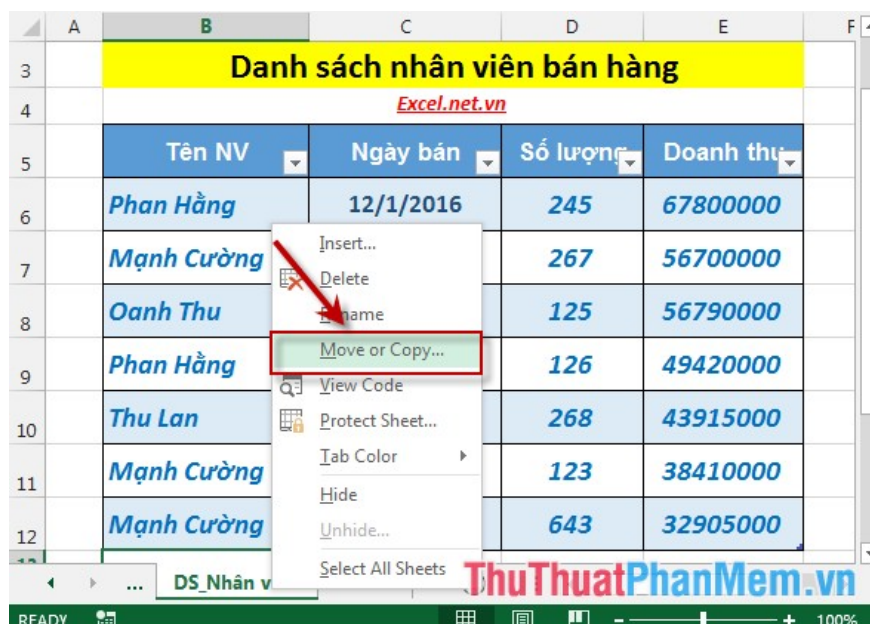 A B C D E F
3 Danh sách nhân viên bán hàng
4 Excel.net.vn
5 Tên NV Ngày bán Số lượng Doanh thu
6 Phan Hằng 12/1/2016 245 67800000
Insert...
7 Mạnh Cường 267 56700000
Delete
8 Oanh Thu 125 56790000
Rename
Move or Copy...
9 Phan Hằng 126 49420000
View Code
10 Thu Lan 268 43915000
Protect Sheet...
Tab Color
11 Mạnh Cường 123 38410000
Hide
12 Mạnh Cường 643 32905000
Unhide...
Select All Sheets
... DS_Nhân v
ThuThuatPhanMem.vn
READY 100%